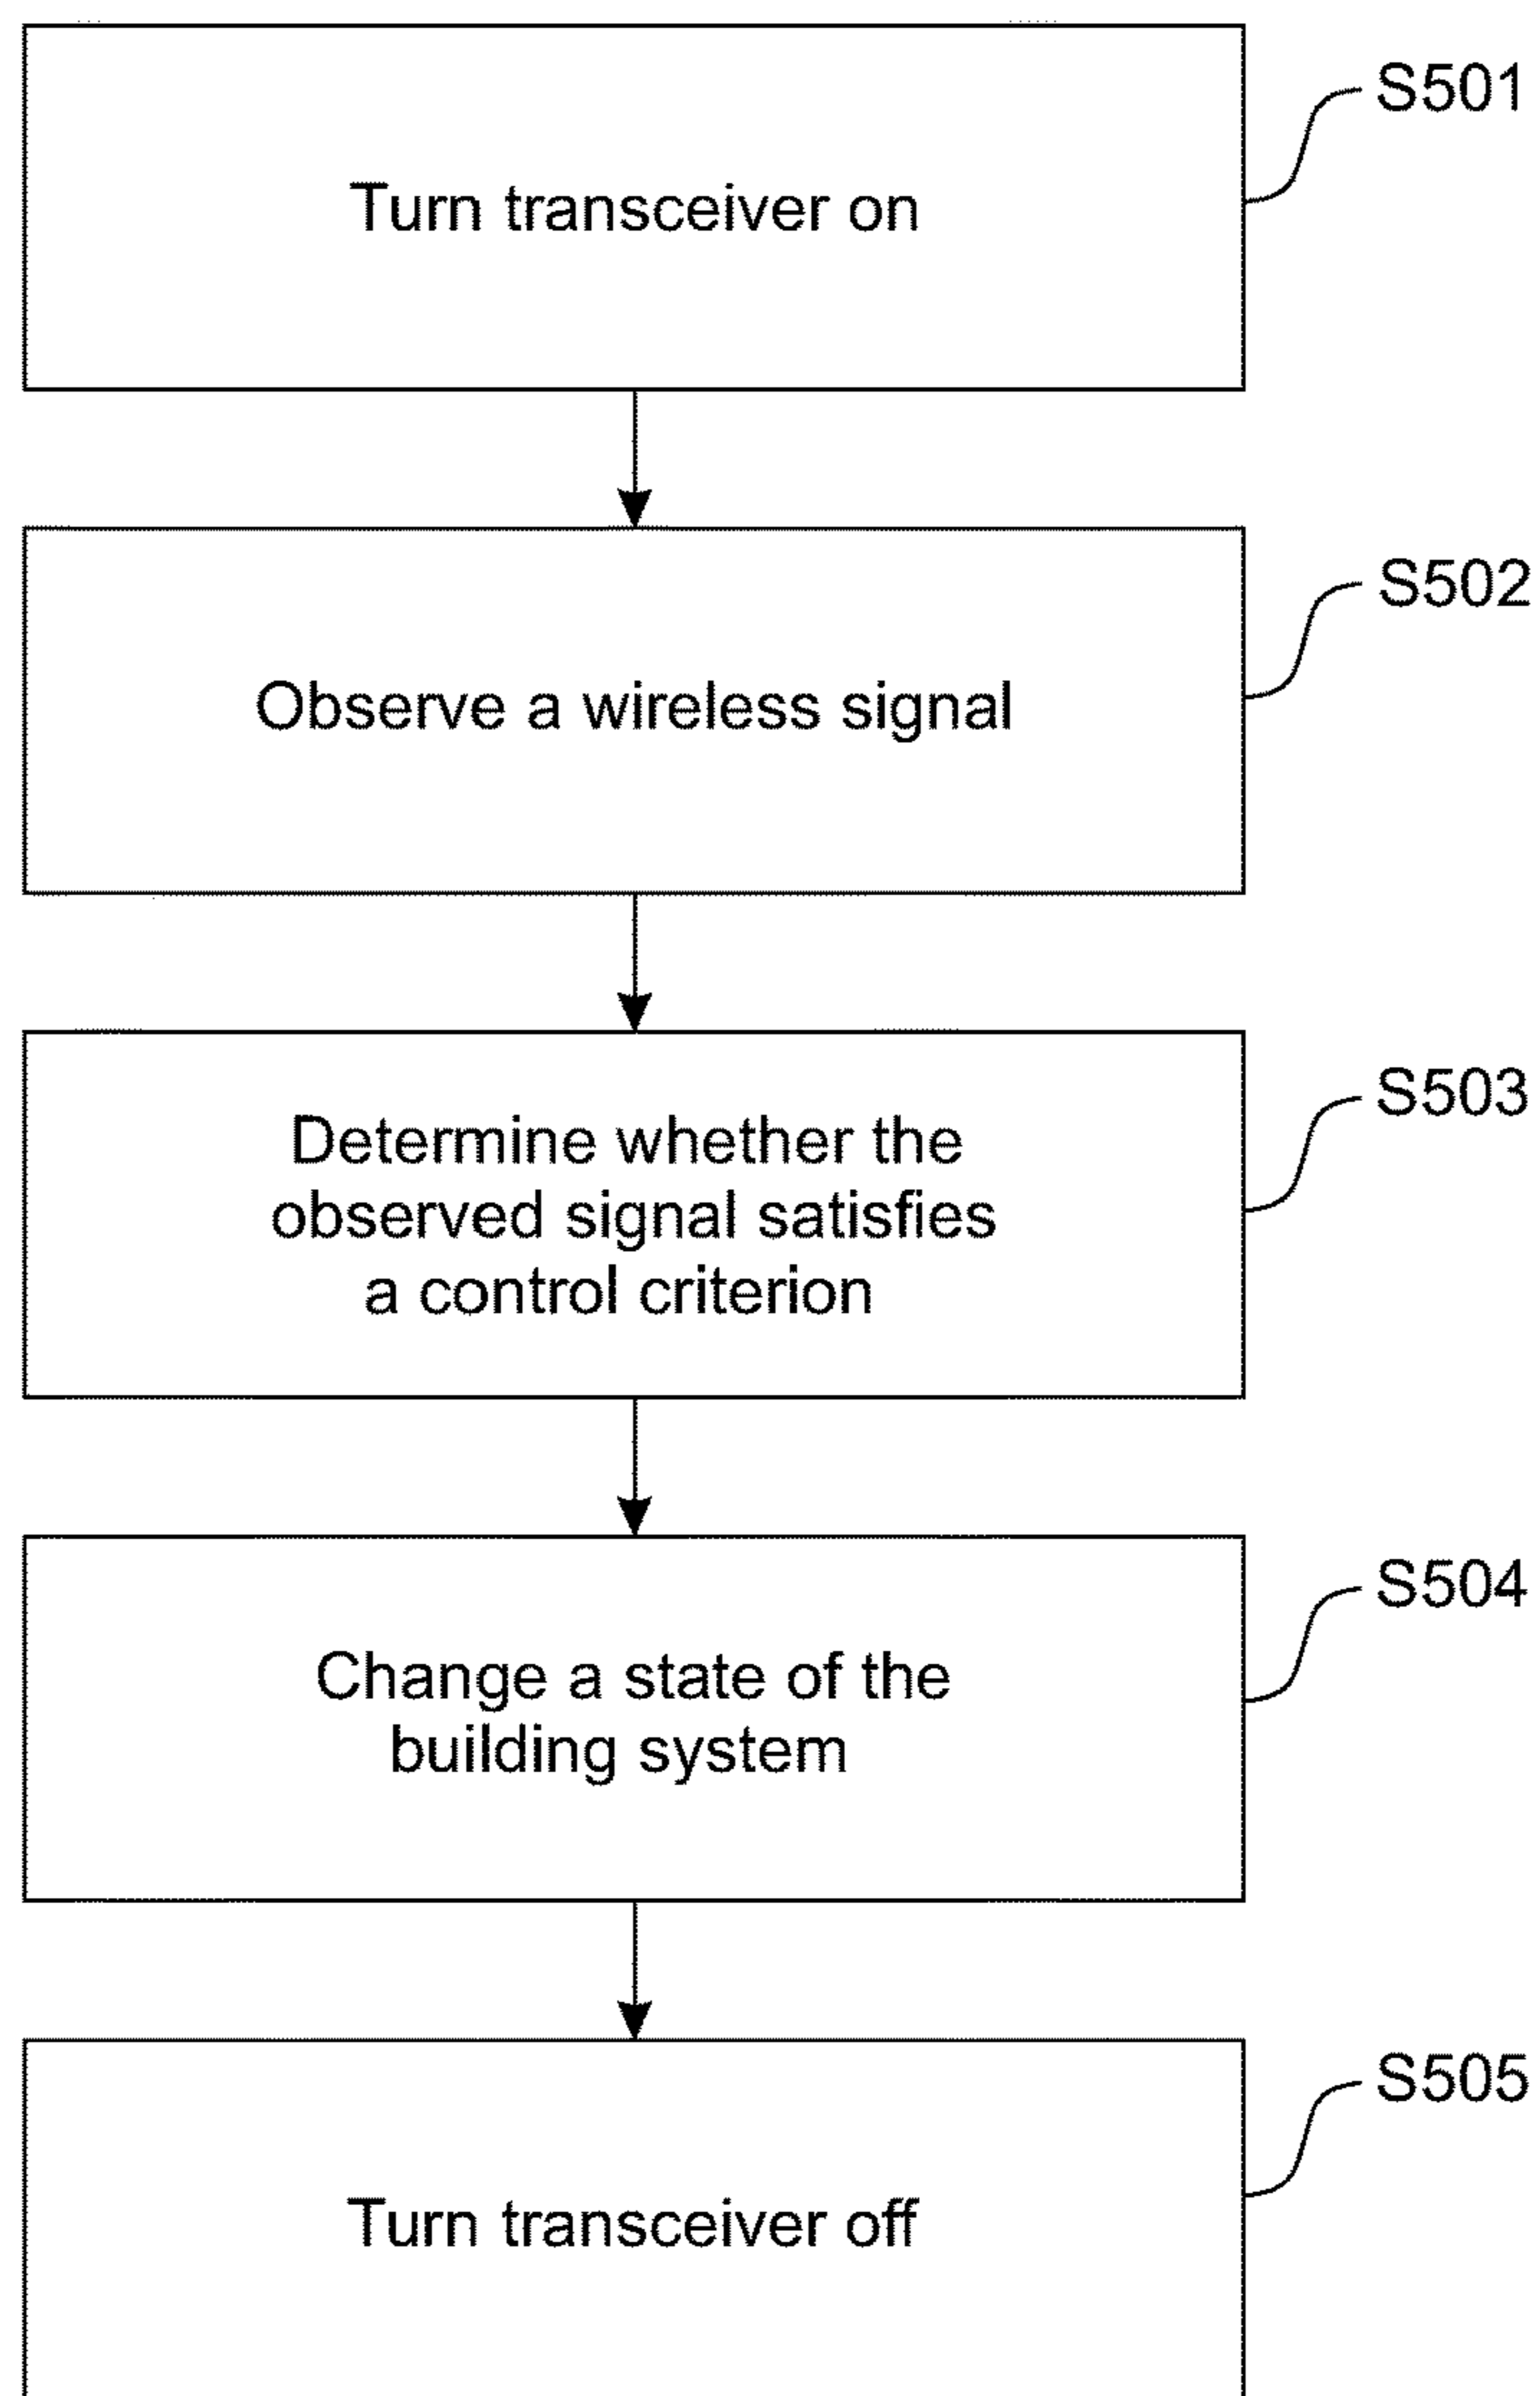 Turn transceiver on
S501
Observe a wireless signal
S502
Determine whether the
observed signal satisfies
a control criterion
S503
Change a state of the
building system
S504
Turn transceiver off
S505